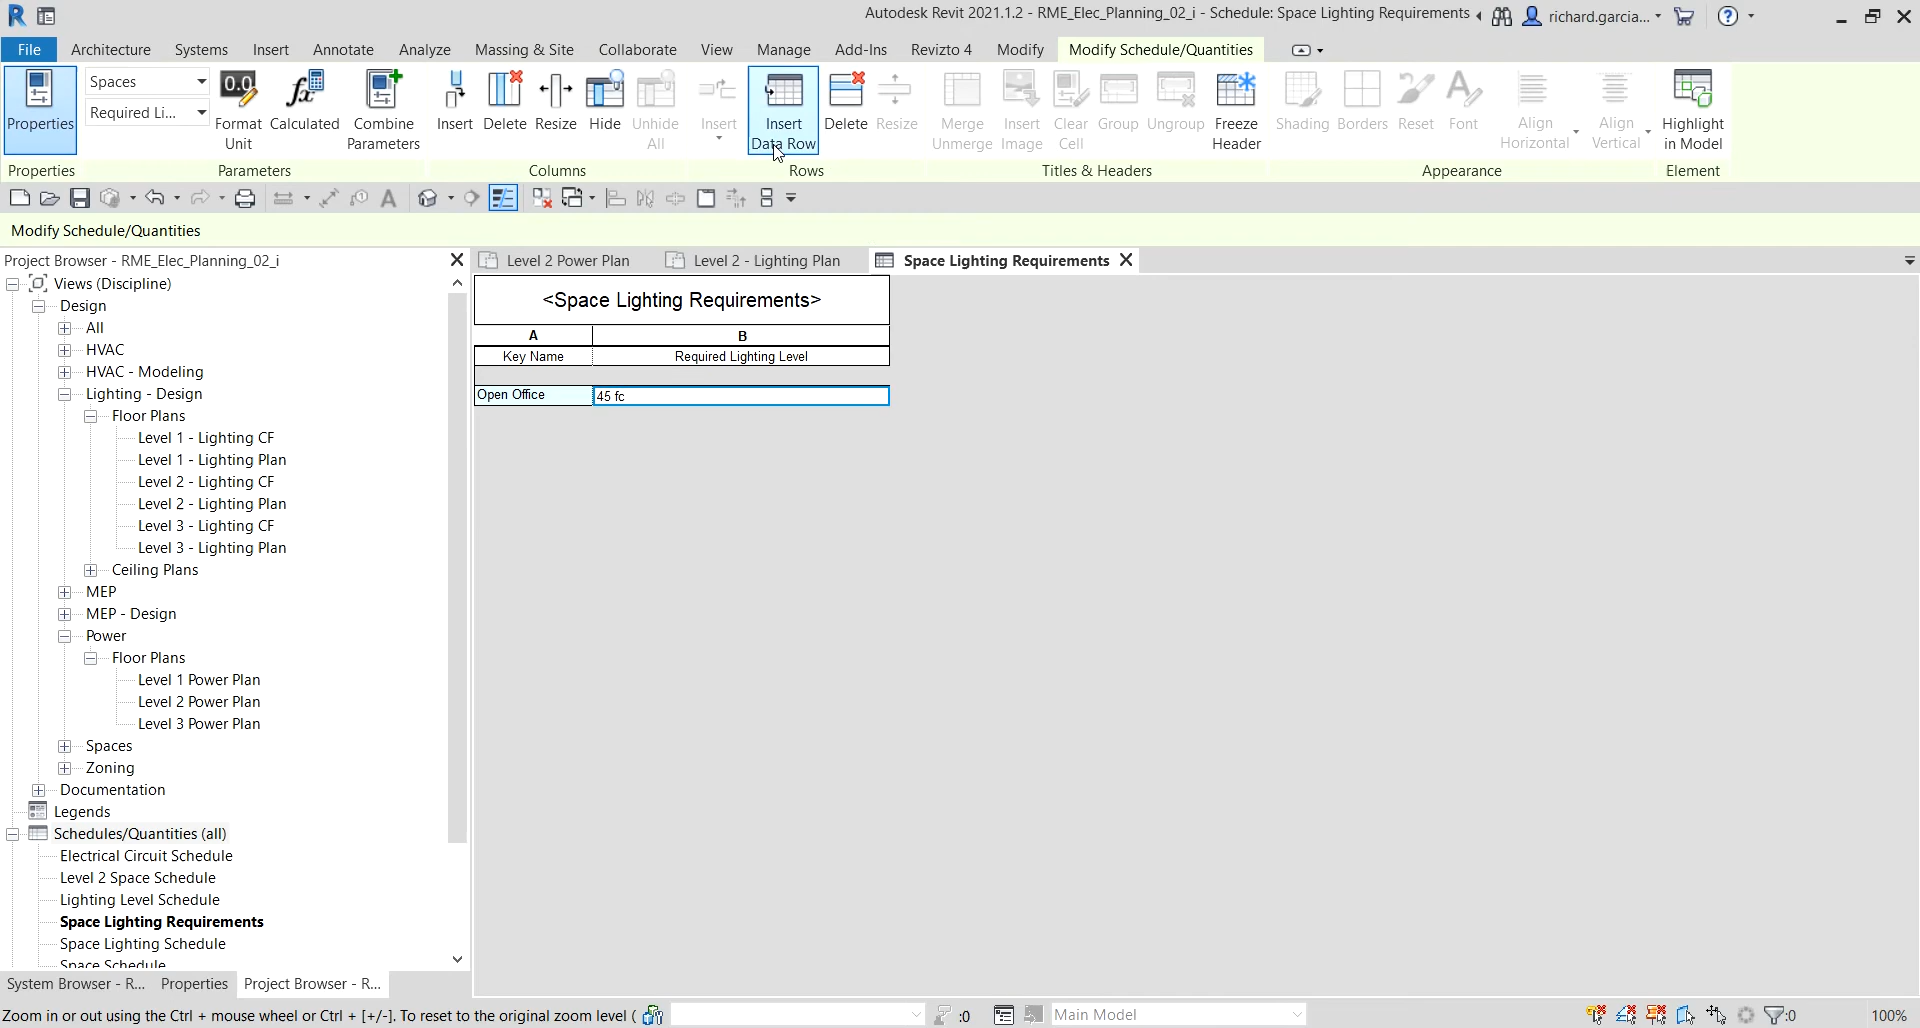 Autodesk Revit 2021.1.2 - RME_Elec_Planning_02_i - Schedule: Space Lighting Requirements
richard.garcia...
File Architecture Systems Insert Annotate Analyze Massing & Site Collaborate View Manage Add-Ins Revizto 4 Modify Modify Schedule/Quantities
Spaces
Required Li...
Properties
Format Unit
Calculated
Combine Parameters
Insert
Delete
Resize
Hide
Unhide All
Insert
Insert Data Row
Delete
Resize
Merge Unmerge
Insert Image
Clear Cell
Group
Ungroup
Freeze Header
Shading
Borders
Reset
Font
Align Horizontal
Align Vertical
Highlight in Model
Properties Parameters Columns Rows Titles & Headers Appearance Element
Modify Schedule/Quantities
Project Browser - RME_Elec_Planning_02_i
Level 2 Power Plan
Level 2 - Lighting Plan
Space Lighting Requirements
Views (Discipline)
Design
All
HVAC
HVAC - Modeling
Lighting - Design
Floor Plans
Level 1 - Lighting CF
Level 1 - Lighting Plan
Level 2 - Lighting CF
Level 2 - Lighting Plan
Level 3 - Lighting CF
Level 3 - Lighting Plan
Ceiling Plans
MEP
MEP - Design
Power
Floor Plans
Level 1 Power Plan
Level 2 Power Plan
Level 3 Power Plan
Spaces
Zoning
Documentation
Legends
Schedules/Quantities (all)
Electrical Circuit Schedule
Level 2 Space Schedule
Lighting Level Schedule
Space Lighting Requirements
Space Lighting Schedule
Space Schedule
<Space Lighting Requirements>
A B
Key Name Required Lighting Level
Open Office 45 fc
System Browser - R... Properties Project Browser - R...
Zoom in or out using the Ctrl + mouse wheel or Ctrl + [+/-]. To reset to the original zoom level (
:0
Main Model
:0
100%